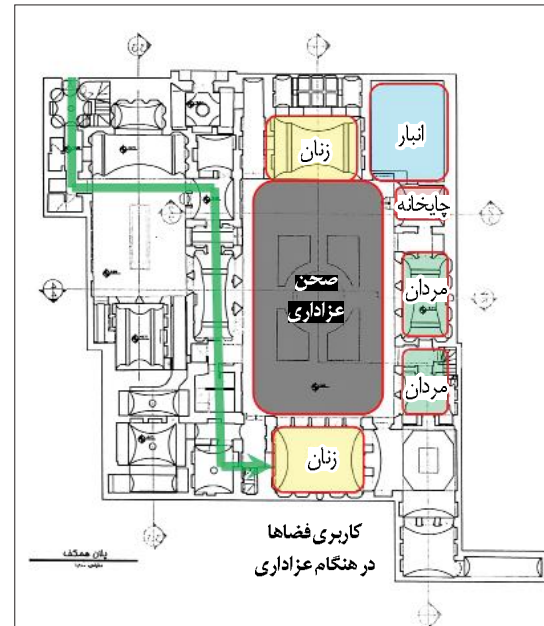 زنان
انبار
چایخانه
صحن
عزاداری
مردان
مردان
زنان
کاربری فضاها
در هنگام عزاداری
پلان همکف